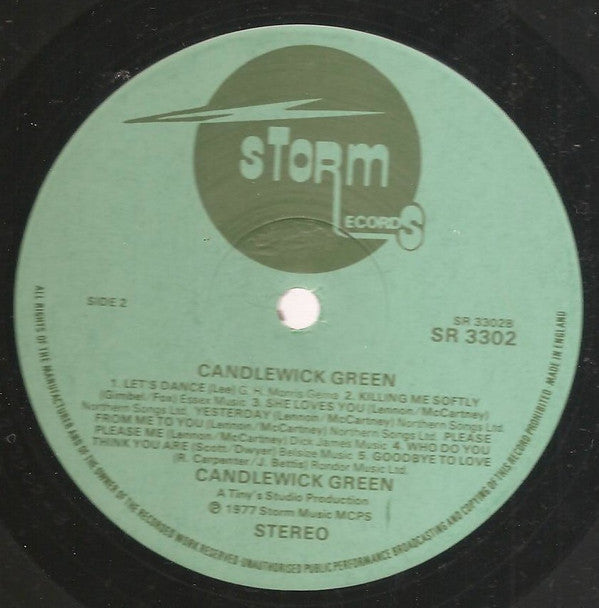 STORM
RECORDS
SIDE 2
SR 3302B
SR 3302
CANDLEWICK GREEN
1. LET'S DANCE (Lee) G. H. Morris Gema 2. KILLING ME SOFTLY
(Gimbel/Fox) Essex Music 3. SHE LOVES YOU (Lennon/McCartney)
Northern Songs Ltd. YESTERDAY (Lennon/McCartney) Northern Songs Ltd.
FROM ME TO YOU (Lennon/McCartney) Northern Songs Ltd. PLEASE
PLEASE ME (Lennon/McCartney) Dick James Music 4. WHO DO YOU
THINK YOU ARE (Scott/Dwyer) Belsize Music 5. GOODBYE TO LOVE
(R. Carpenter/J. Bettis) Rondor Music Ltd.
CANDLEWICK GREEN
A Tiny's Studio Production
℗ 1977 Storm Music MCPS
STEREO
ALL RIGHTS OF THE MANUFACTURERS AND OF THE OWNER OF THE RECORDED WORK RESERVED·UNAUTHORISED PUBLIC PERFORMANCE BROADCASTING AND COPYING OF THIS RECORD PROHIBITED. MADE IN ENGLAND